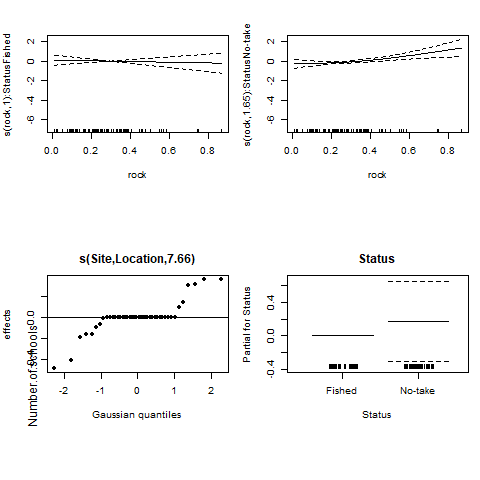 s(rock,1):StatusFished
2
0
-2
-4
-6
0.0 0.2 0.4 0.6 0.8
rock
s(rock,1.65):StatusNo-take
2
0
-2
-4
-6
0.0 0.2 0.4 0.6 0.8
rock
s(Site,Location,7.66)
effects
Number of schools
0.0
-0.4
-2 -1 0 1 2
Gaussian quantiles
Status
Partial for Status
0.4
0.0
-0.4
Fished No-take
Status